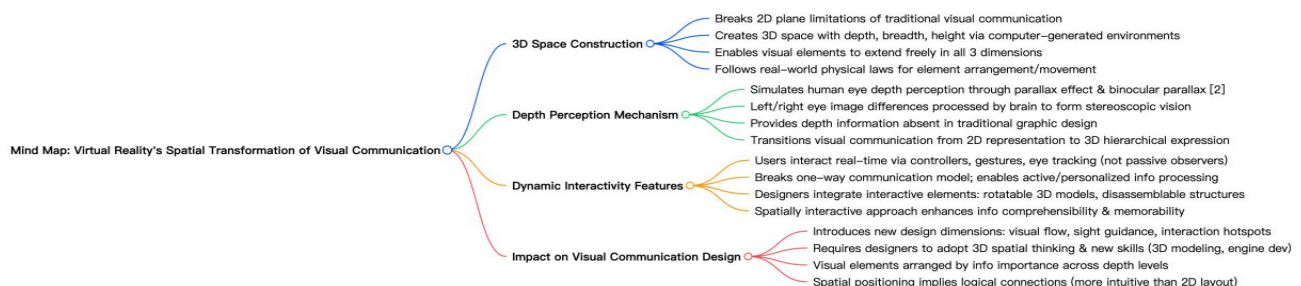 Mind Map: Virtual Reality's Spatial Transformation of Visual Communication
3D Space Construction
Breaks 2D plane limitations of traditional visual communication
Creates 3D space with depth, breadth, height via computer-generated environments
Enables visual elements to extend freely in all 3 dimensions
Follows real-world physical laws for element arrangement/movement
Depth Perception Mechanism
Simulates human eye depth perception through parallax effect & binocular parallax [2]
Left/right eye image differences processed by brain to form stereoscopic vision
Provides depth information absent in traditional graphic design
Transitions visual communication from 2D representation to 3D hierarchical expression
Dynamic Interactivity Features
Users interact real-time via controllers, gestures, eye tracking (not passive observers)
Breaks one-way communication model; enables active/personalized info processing
Designers integrate interactive elements: rotatable 3D models, disassemblable structures
Spatially interactive approach enhances info comprehensibility & memorability
Impact on Visual Communication Design
Introduces new design dimensions: visual flow, sight guidance, interaction hotspots
Requires designers to adopt 3D spatial thinking & new skills (3D modeling, engine dev)
Visual elements arranged by info importance across depth levels
Spatial positioning implies logical connections (more intuitive than 2D layout)